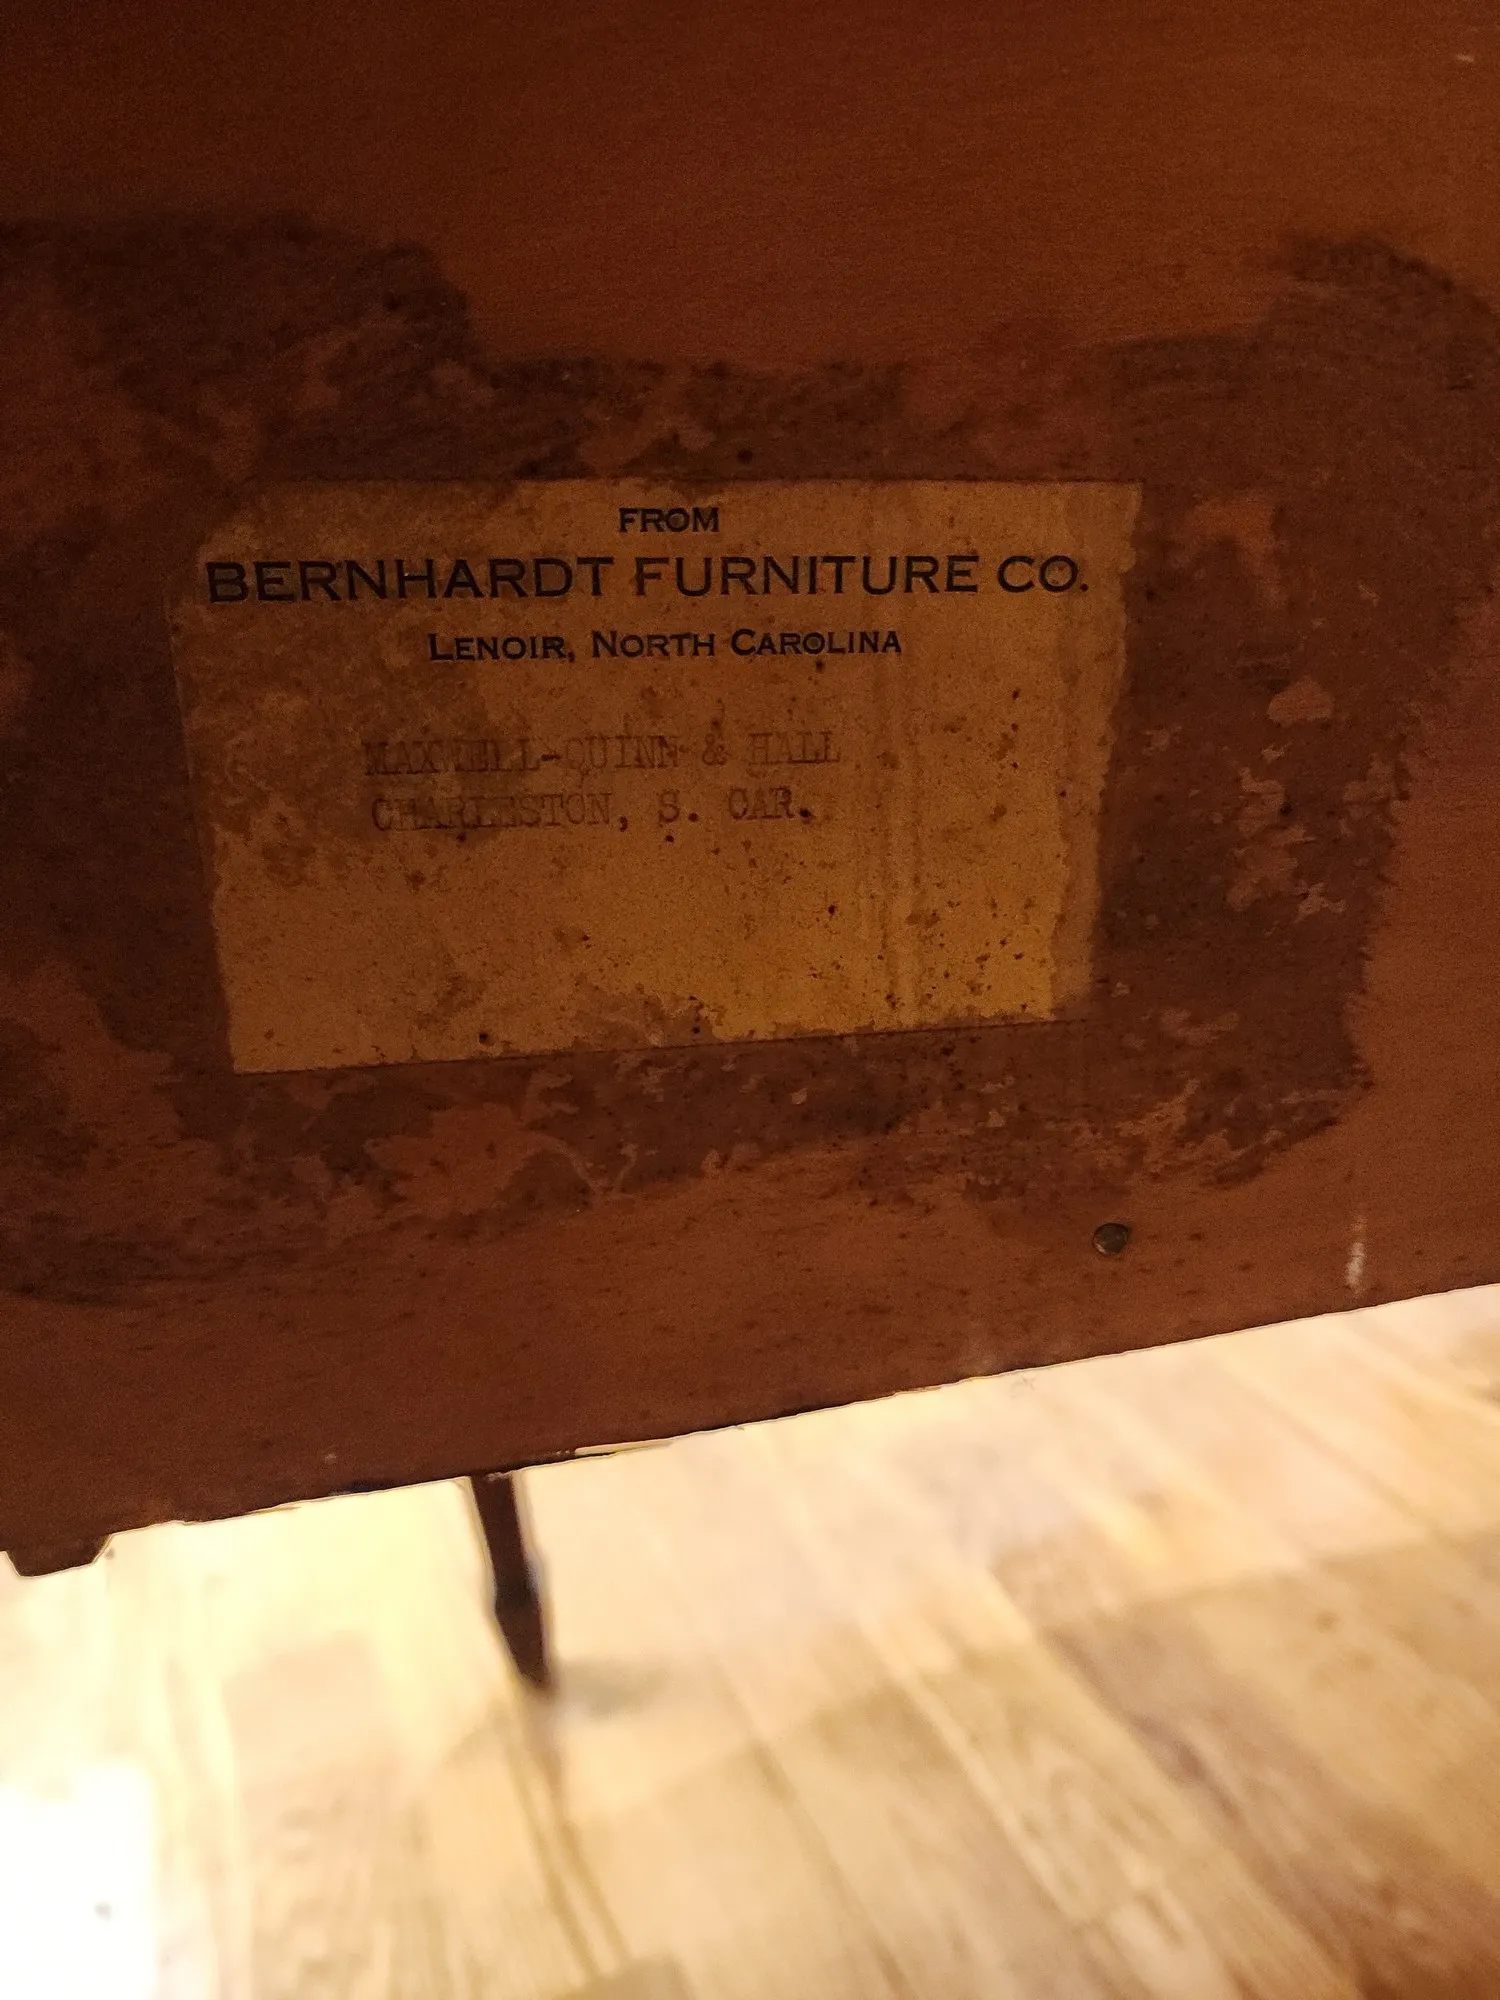 FROM
BERNHARDT FURNITURE CO.
LENOIR, NORTH CAROLINA
MAXWELL-QUINN & HALL
CHARLESTON, S. CAR.